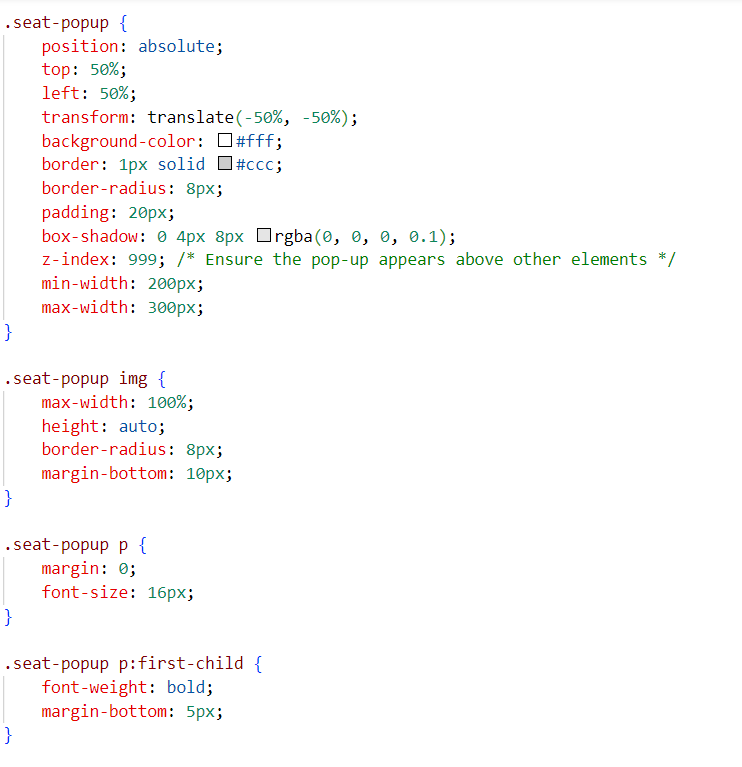 .seat-popup {
    position: absolute;
    top: 50%;
    left: 50%;
    transform: translate(-50%, -50%);
    background-color: #fff;
    border: 1px solid #ccc;
    border-radius: 8px;
    padding: 20px;
    box-shadow: 0 4px 8px rgba(0, 0, 0, 0.1);
    z-index: 999; /* Ensure the pop-up appears above other elements */
    min-width: 200px;
    max-width: 300px;
}

.seat-popup img {
    max-width: 100%;
    height: auto;
    border-radius: 8px;
    margin-bottom: 10px;
}

.seat-popup p {
    margin: 0;
    font-size: 16px;
}

.seat-popup p:first-child {
    font-weight: bold;
    margin-bottom: 5px;
}